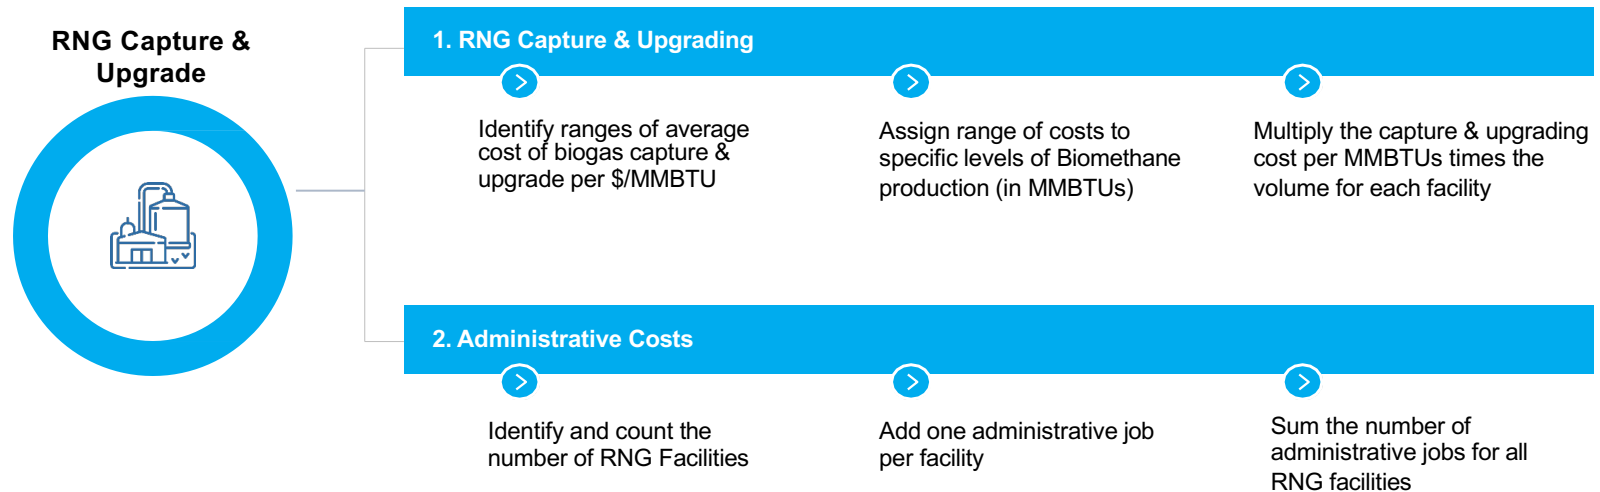 RNG Capture &
Upgrade
1. RNG Capture & Upgrading
Identify ranges of average
cost of biogas capture &
upgrade per $/MMBTU
Assign range of costs to
specific levels of Biomethane
production (in MMBTUs)
Multiply the capture & upgrading
cost per MMBTUs times the
volume for each facility
2. Administrative Costs
Identify and count the
number of RNG Facilities
Add one administrative job
per facility
Sum the number of
administrative jobs for all
RNG facilities